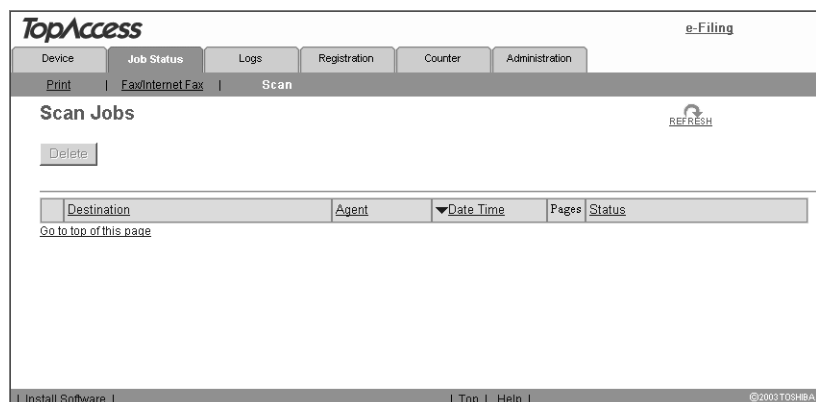 TopAccess
e-Filing
Device Job Status Logs Registration Counter Administration
Print | Fax/Internet Fax | Scan
Scan Jobs
REFRESH
Delete
Destination Agent Date Time Pages Status
Go to top of this page
| Install Software | | Top | Help | ©2003 TOSHIBA